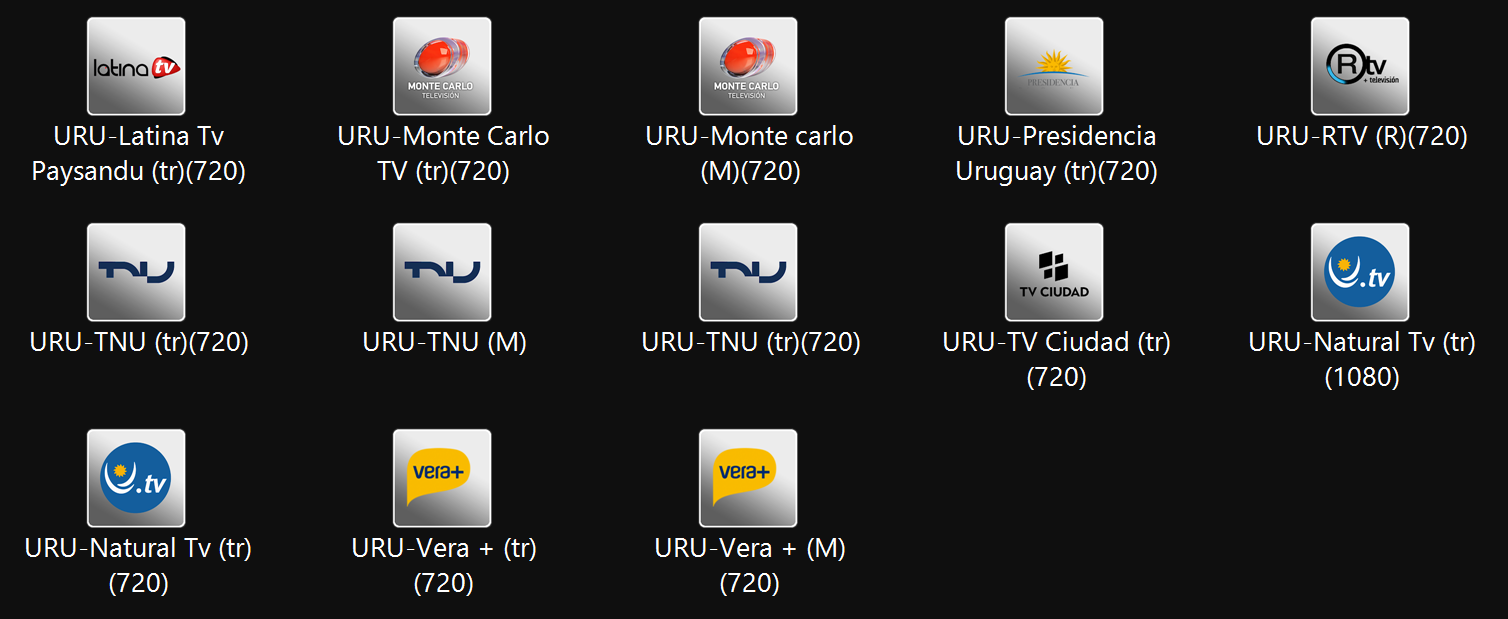 latina tv
MONTE CARLO
TELEVISIÓN
MONTE CARLO
TELEVISIÓN
PRESIDENCIA
Rtv
+ televisión
URU-Latina Tv
Paysandu (tr)(720)
URU-Monte Carlo
TV (tr)(720)
URU-Monte carlo
(M)(720)
URU-Presidencia
Uruguay (tr)(720)
URU-RTV (R)(720)
TNU
TNU
TNU
TV CIUDAD
.tv
URU-TNU (tr)(720)
URU-TNU (M)
URU-TNU (tr)(720)
URU-TV Ciudad (tr)
(720)
URU-Natural Tv (tr)
(1080)
.tv
vera+
vera+
URU-Natural Tv (tr)
(720)
URU-Vera + (tr)
(720)
URU-Vera + (M)
(720)